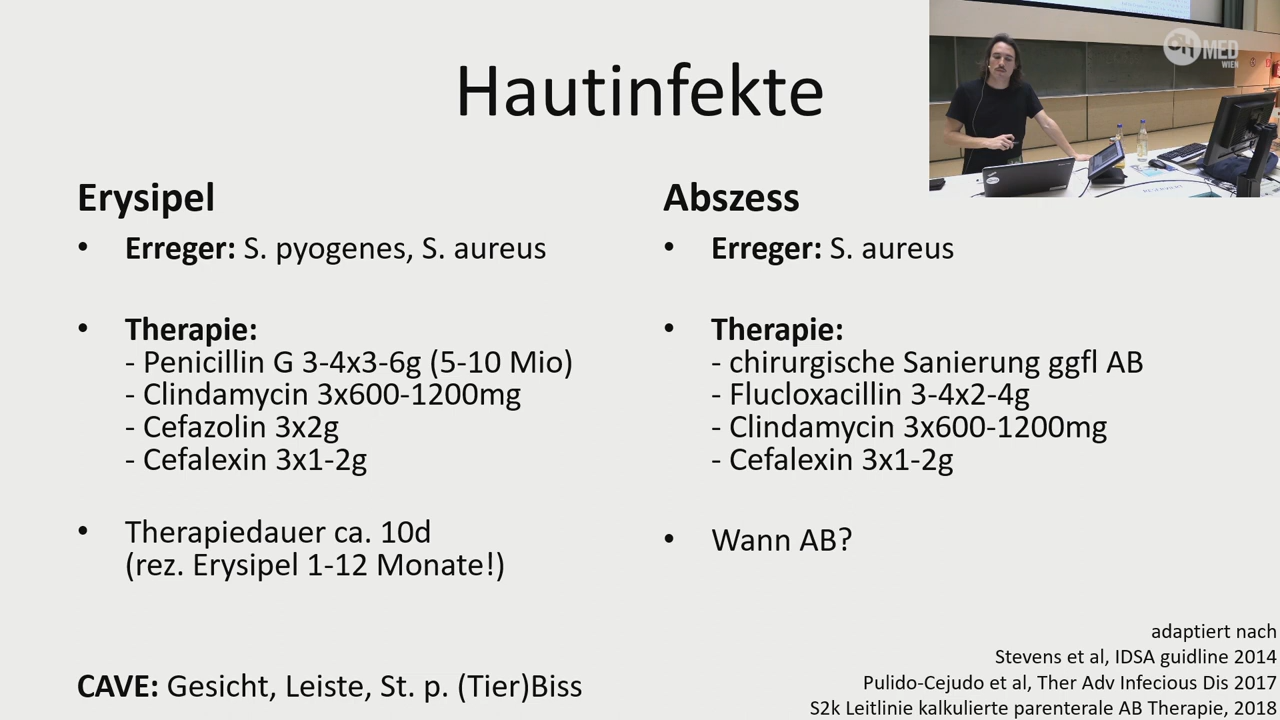 Hautinfekte
ÖH MED
WIEN
Erysipel
• Erreger: S. pyogenes, S. aureus
• Therapie:
- Penicillin G 3-4x3-6g (5-10 Mio)
- Clindamycin 3x600-1200mg
- Cefazolin 3x2g
- Cefalexin 3x1-2g
• Therapiedauer ca. 10d
(rez. Erysipel 1-12 Monate!)
CAVE: Gesicht, Leiste, St. p. (Tier)Biss
Abszess
• Erreger: S. aureus
• Therapie:
- chirurgische Sanierung ggfl AB
- Flucloxacillin 3-4x2-4g
- Clindamycin 3x600-1200mg
- Cefalexin 3x1-2g
• Wann AB?
adaptiert nach
Stevens et al, IDSA guidline 2014
Pulido-Cejudo et al, Ther Adv Infecious Dis 2017
S2k Leitlinie kalkulierte parenterale AB Therapie, 2018